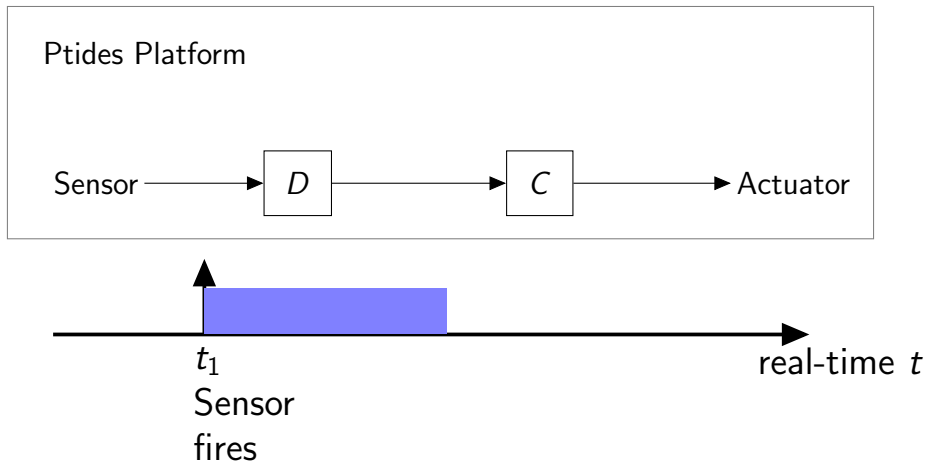 Ptides Platform
Sensor D C Actuator
t₁
real-time t
Sensor
fires